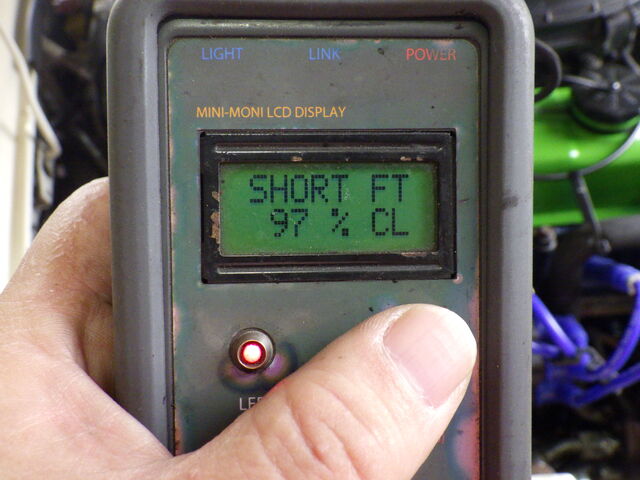 LIGHT LINK POWER
MINI-MONI LCD DISPLAY
SHORT FT
97 % CL